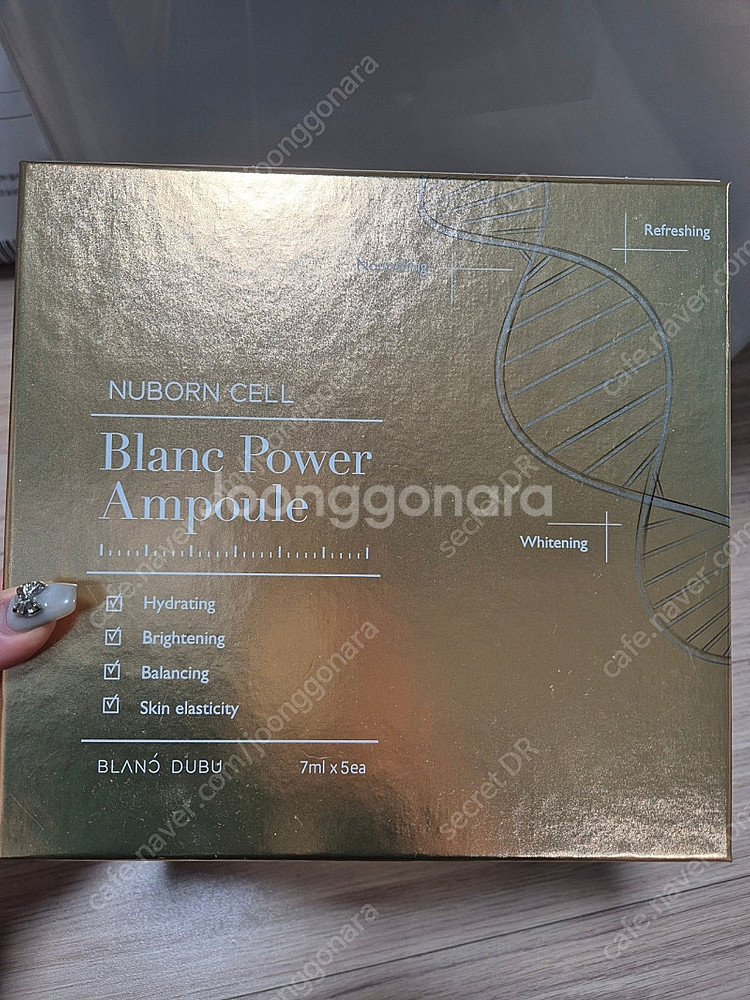 Refreshing
Nourishing
NUBORN CELL
Blanc Power
Ampoule
Whitening
☑ Hydrating
☑ Brightening
☑ Balancing
☑ Skin elasticity
BLANC DUBU 7ml x 5ea
joonggonara
secret.DR
cafe.naver.com/joonggonara